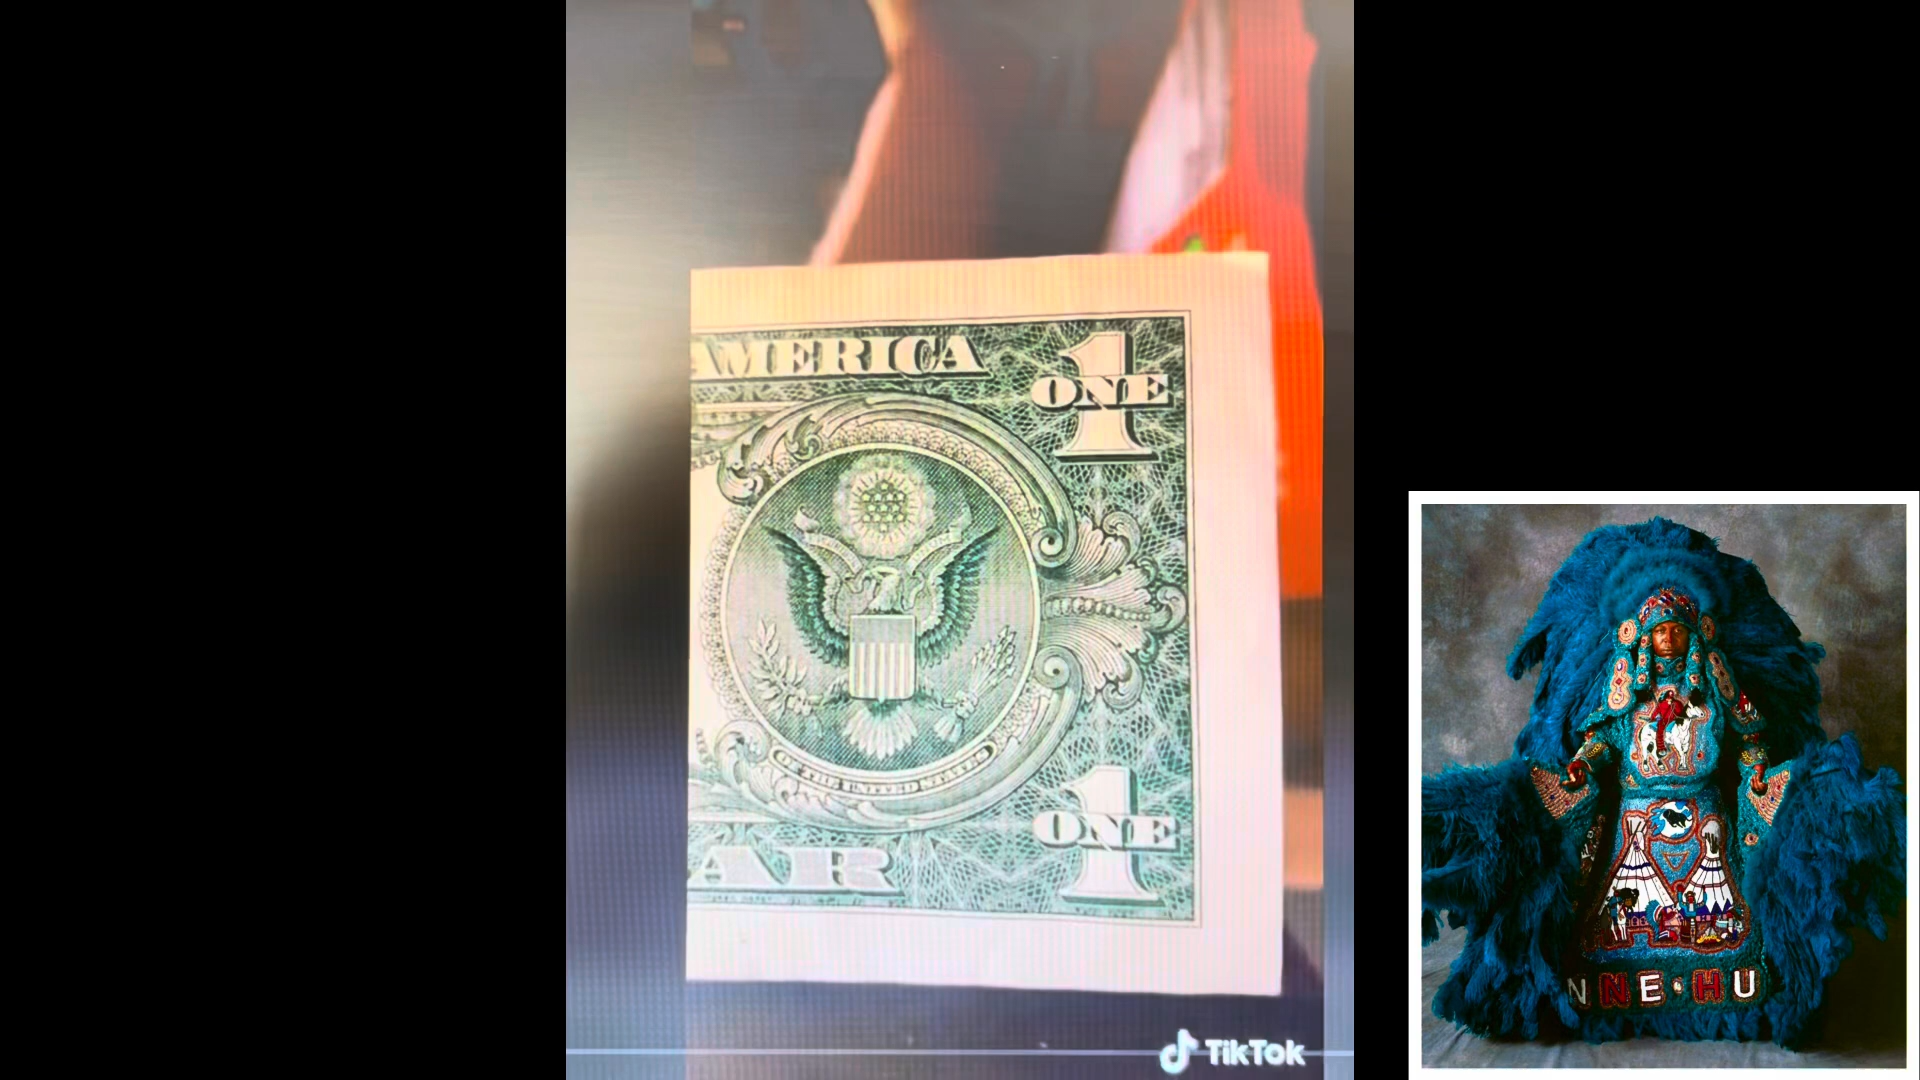 AMERICA
1
ONE
OF THE UNITED STATES
1
ONE
AR
TikTok
NNE • HU